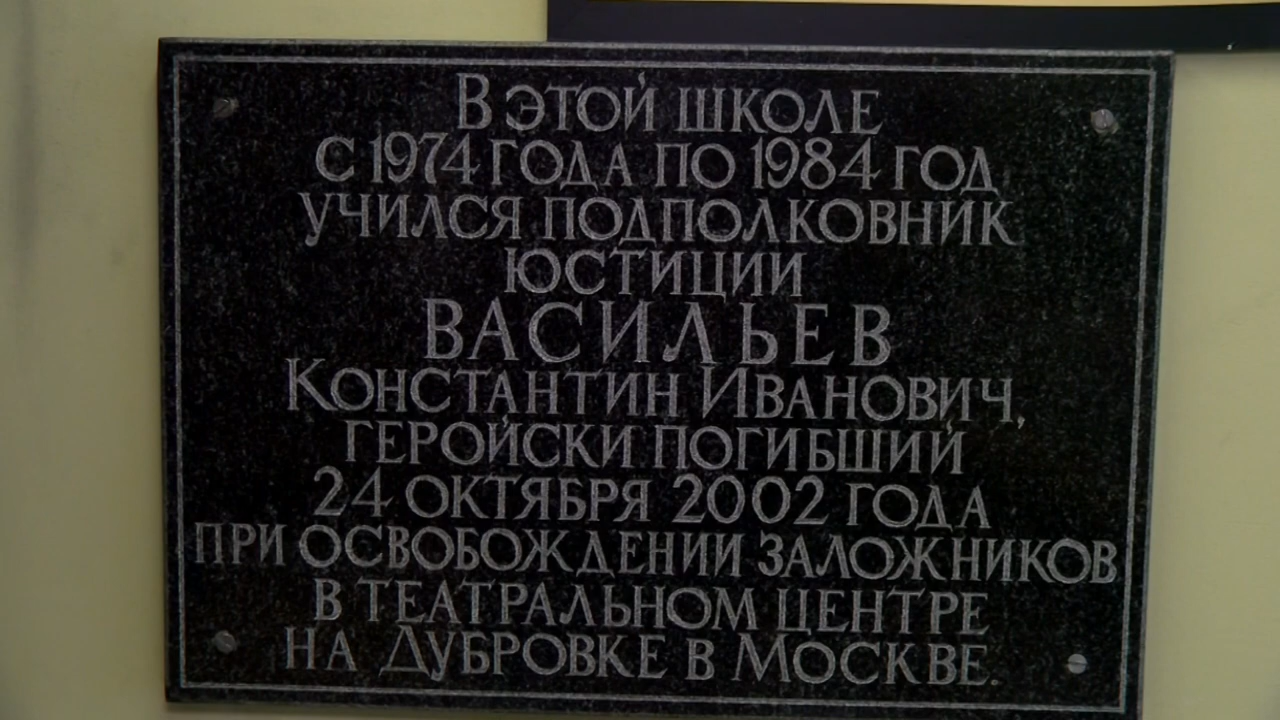 В ЭТОЙ ШКОЛЕ
С 1974 ГОДА ПО 1984 ГОД
УЧИЛСЯ ПОДПОЛКОВНИК
ЮСТИЦИИ
ВАСИЛЬЕВ
КОНСТАНТИН ИВАНОВИЧ,
ГЕРОЙСКИ ПОГИБШИЙ
24 ОКТЯБРЯ 2002 ГОДА
ПРИ ОСВОБОЖДЕНИИ ЗАЛОЖНИКОВ
В ТЕАТРАЛЬНОМ ЦЕНТРЕ
НА ДУБРОВКЕ В МОСКВЕ.